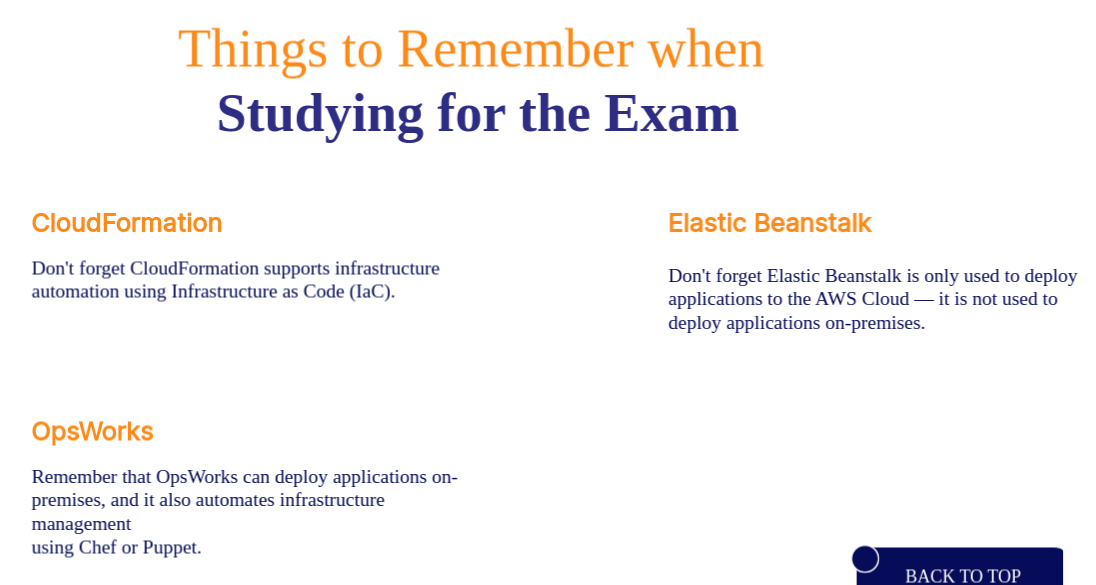 Things to Remember when
Studying for the Exam
CloudFormation
Don't forget CloudFormation supports infrastructure
automation using Infrastructure as Code (IaC).
Elastic Beanstalk
Don't forget Elastic Beanstalk is only used to deploy
applications to the AWS Cloud — it is not used to
deploy applications on-premises.
OpsWorks
Remember that OpsWorks can deploy applications on-
premises, and it also automates infrastructure
management
using Chef or Puppet.
BACK TO TOP